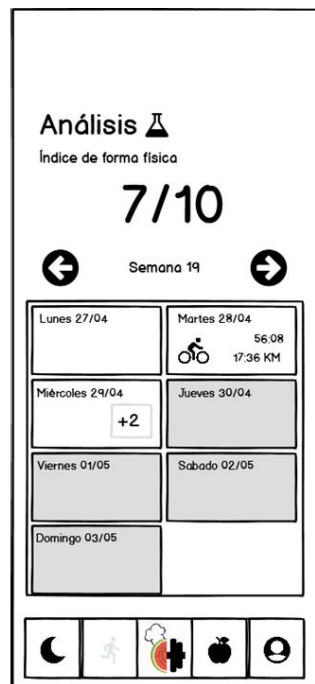 Análisis
Índice de forma física
7/10
Semana 19
Lunes 27/04
Martes 28/04
56:08
17:36 KM
Miércoles 29/04
+2
Jueves 30/04
Viernes 01/05
Sabado 02/05
Domingo 03/05